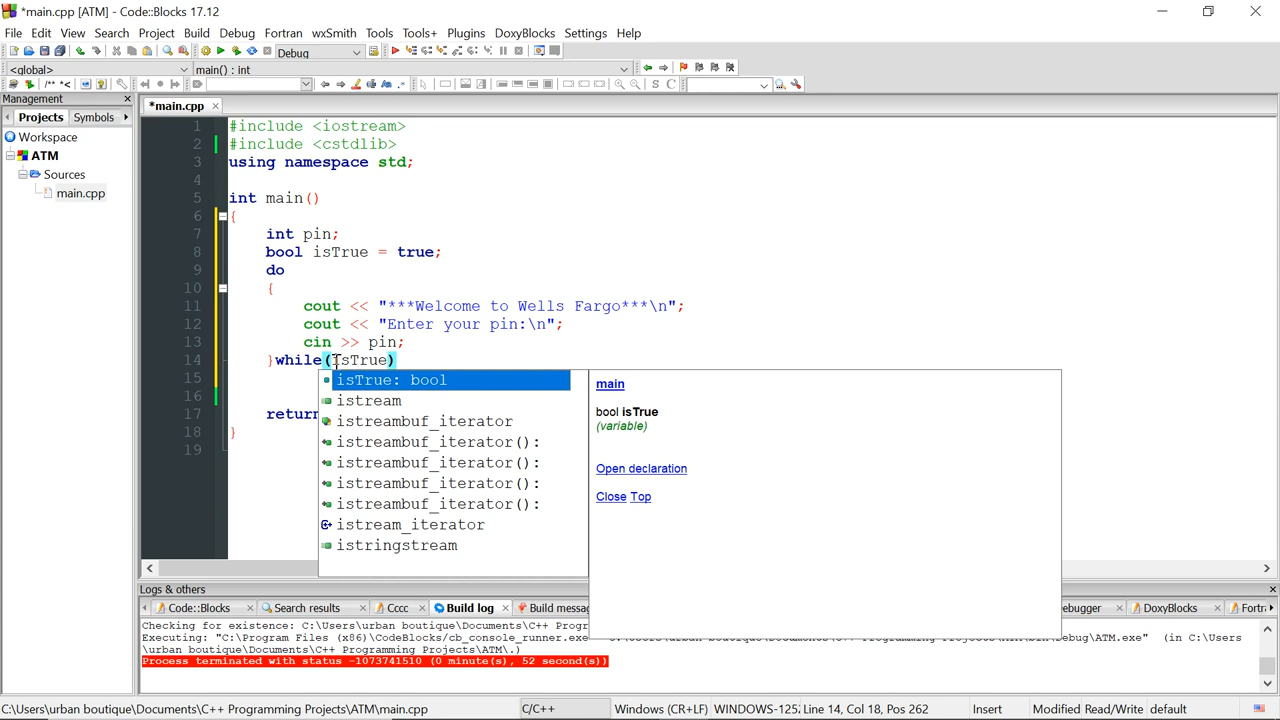 *main.cpp [ATM] - Code::Blocks 17.12
File Edit View Search Project Build Debug Fortran wxSmith Tools Tools+ Plugins DoxyBlocks Settings Help
Debug
<global> main() : int
/** *<
S C
Management
Projects Symbols
*main.cpp
Workspace
ATM
Sources
main.cpp
1 #include <iostream>
2 #include <cstdlib>
3 using namespace std;
4
5 int main()
6 {
7 int pin;
8 bool isTrue = true;
9 do
10 {
11 cout << "***Welcome to Wells Fargo***\n";
12 cout << "Enter your pin:\n";
13 cin >> pin;
14 }while(isTrue)
15
16
17 return
18 }
19
isTrue: bool
istream
istreambuf_iterator
istreambuf_iterator():
istreambuf_iterator():
istreambuf_iterator():
istreambuf_iterator():
istream_iterator
istringstream
main
bool isTrue
(variable)
Open declaration
Close Top
Logs & others
Code::Blocks Search results Cccc Build log Build messag ebugger DoxyBlocks Fortr
Checking for existence: C:\Users\urban boutique\Documents\C++ Progr
Executing: "C:\Program Files (x86)\CodeBlocks/cb_console_runner.exe" (in C:\Users
\urban boutique\Documents\C++ Programming Projects\ATM\.)
Process terminated with status -1073741510 (0 minute(s), 52 second(s))
C:\Users\urban boutique\Documents\C++ Programming Projects\ATM\main.cpp C/C++ Windows (CR+LF) WINDOWS-1252 Line 14, Col 18, Pos 262 Insert Modified Read/Write default